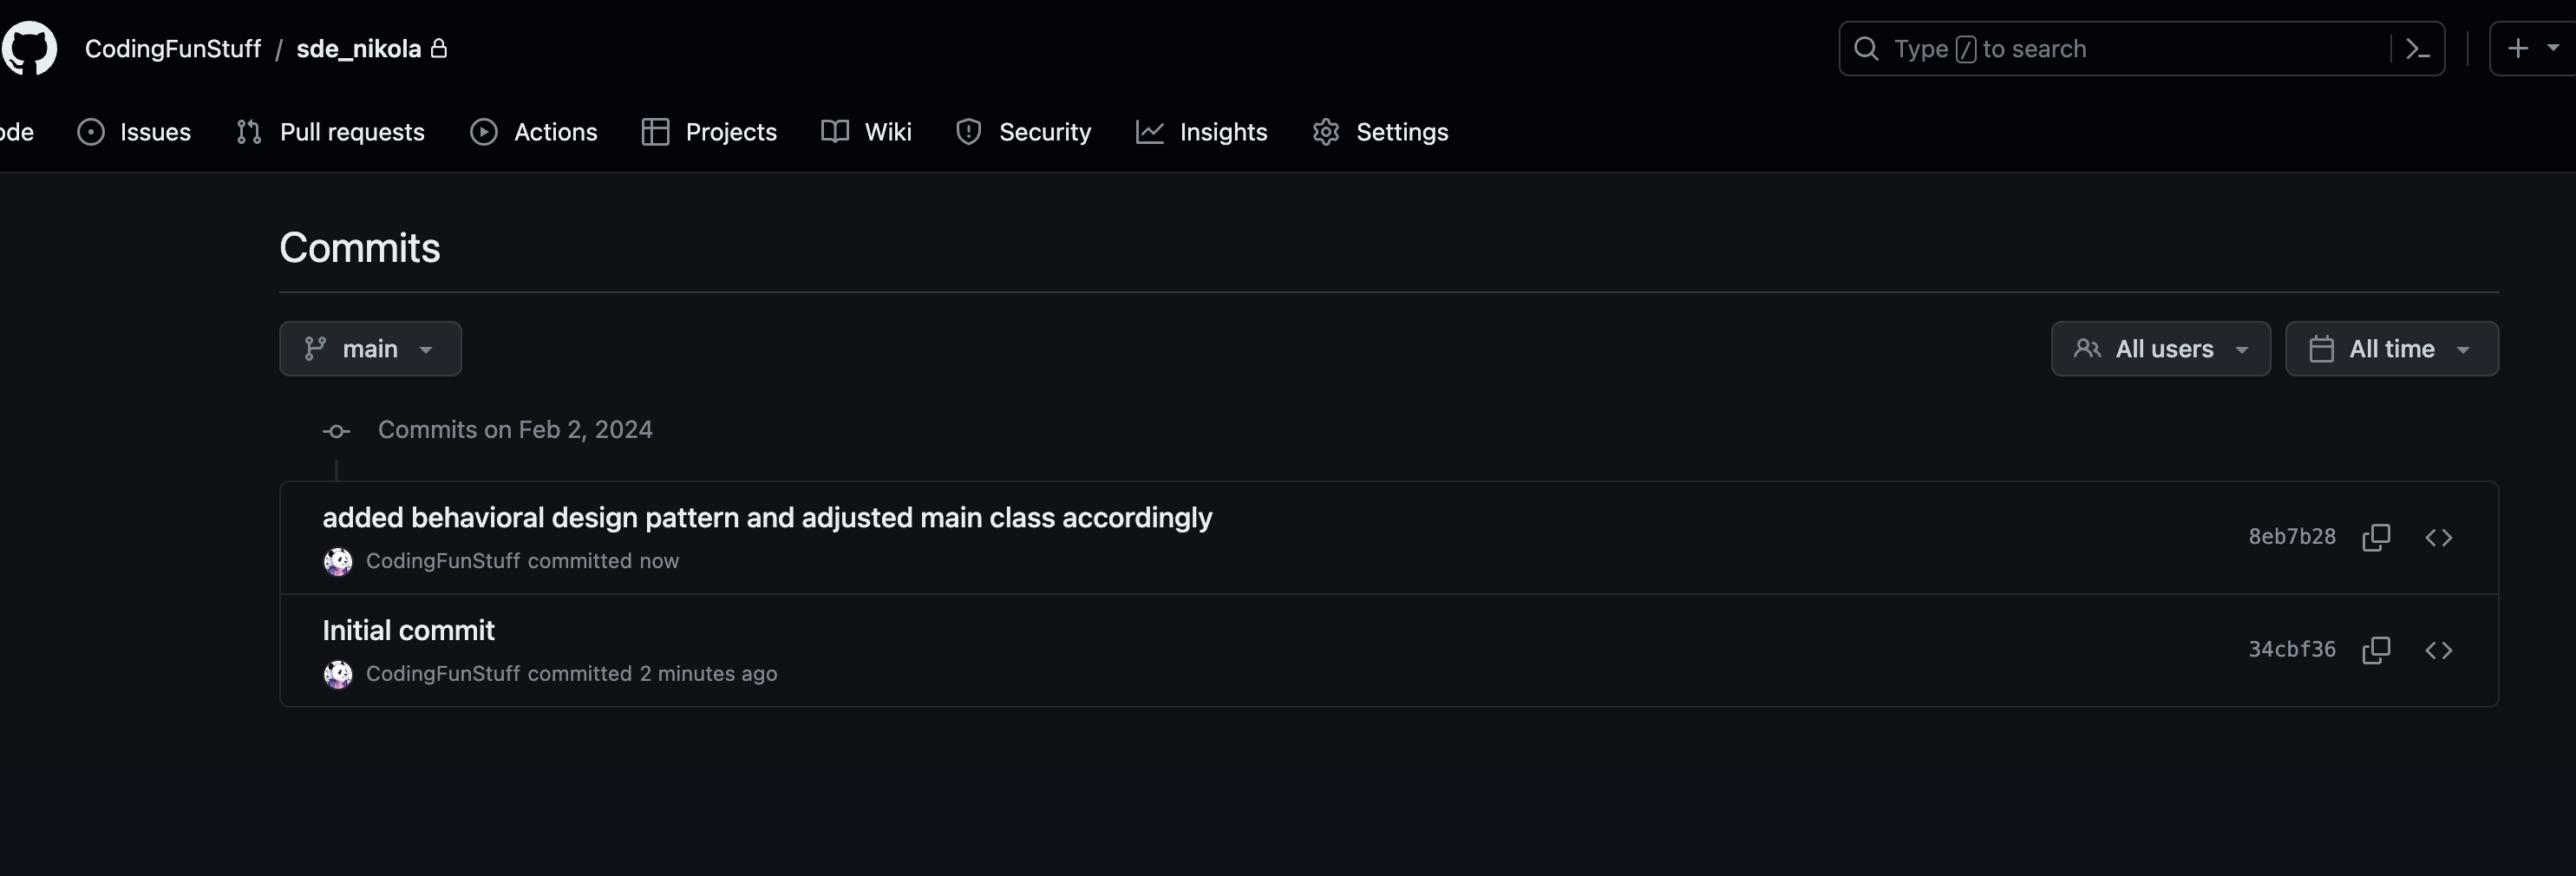 CodingFunStuff / sde_nikola
Type / to search
ode Issues Pull requests Actions Projects Wiki Security Insights Settings
Commits
main
All users
All time
Commits on Feb 2, 2024
added behavioral design pattern and adjusted main class accordingly
CodingFunStuff committed now
8eb7b28
Initial commit
CodingFunStuff committed 2 minutes ago
34cbf36